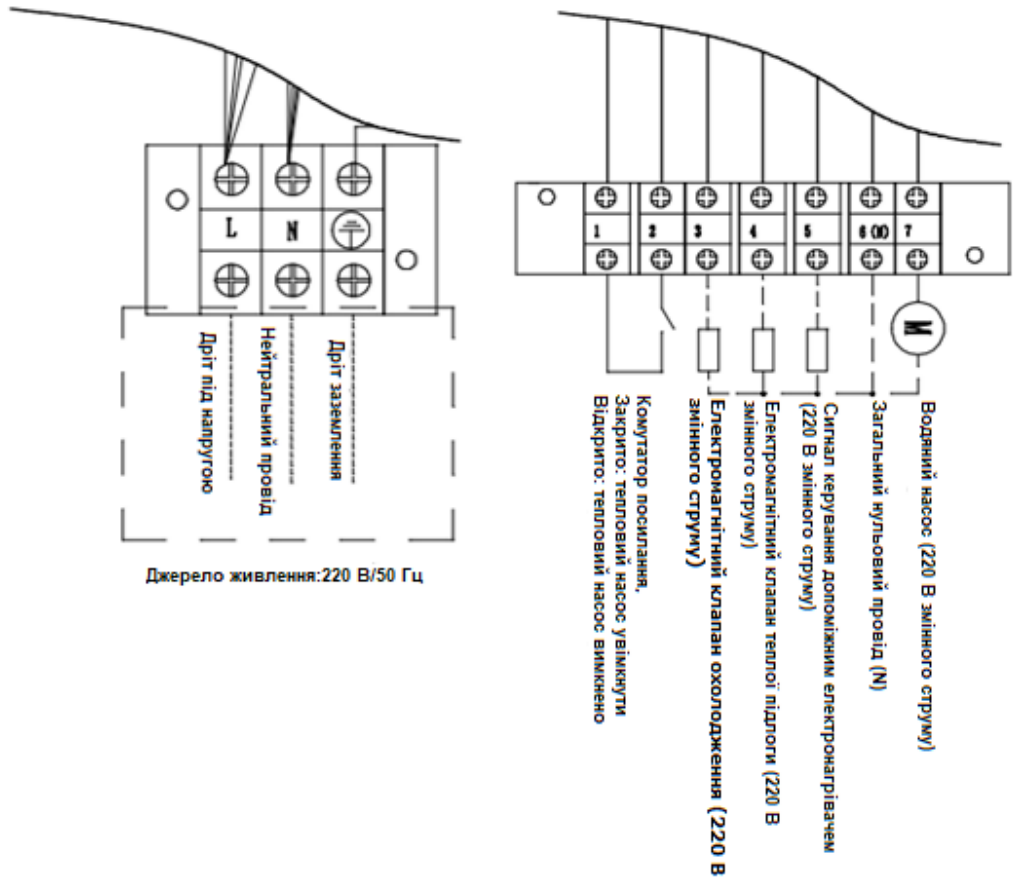 L
N
Дріт під напругою
Нейтральний провід
Дріт заземлення
Джерело живлення:220 В/50 Гц
1
2
3
4
5
6 (N)
7
M
Комутатор посилання,
Закрито: тепловий насос увімкнути
Відкрито: тепловий насос вимкнено
Електромагнітний клапан охолодження (220 В
змінного струму)
Електромагнітний клапан теплої підлоги (220 В
змінного струму)
Сигнал керування допоміжним електронагрівачем
(220 В змінного струму)
Загальний нульовий провід (N)
Водяний насос (220 В змінного струму)